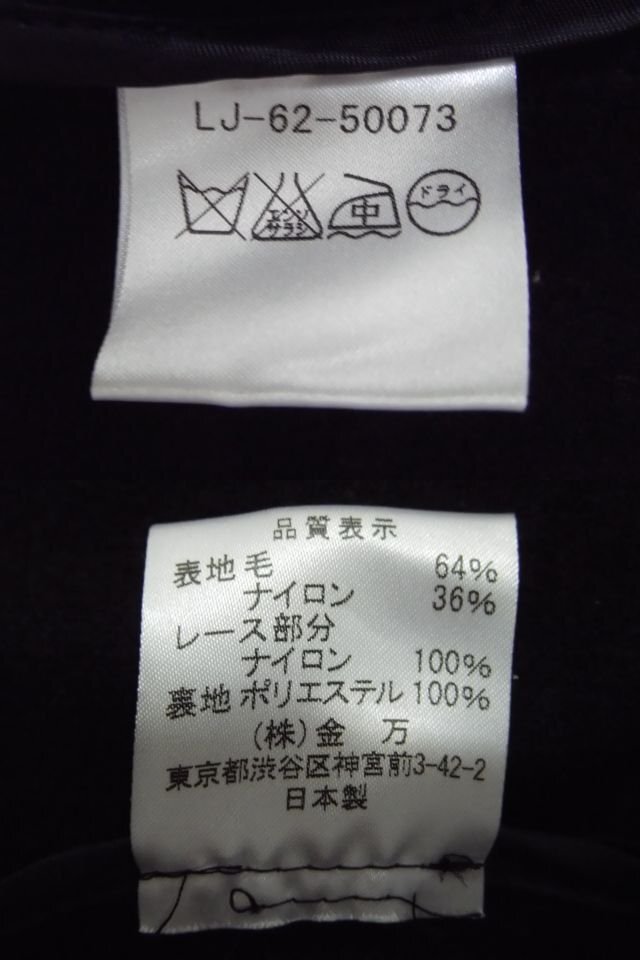 LJ-62-50073
エンソ
サラシ
中
ドライ
品質表示
表地 毛 64%
ナイロン 36%
レース部分
ナイロン 100%
裏地 ポリエステル 100%
(株)金 万
東京都渋谷区神宮前3-42-2
日本製